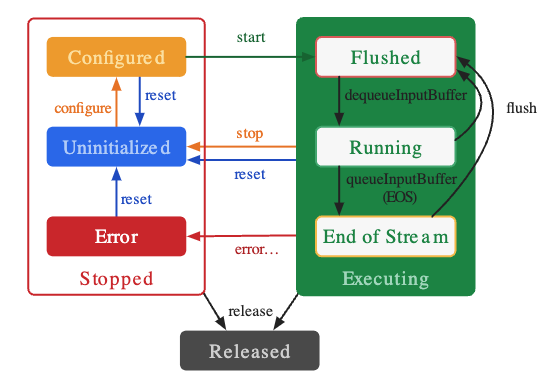 start
Configured
Flushed
configure
reset
dequeueInputBuffer
flush
stop
Uninitialized
Running
reset
queueInputBuffer
(EOS)
reset
Error
End of Stream
error...
Stopped
Executing
release
Released